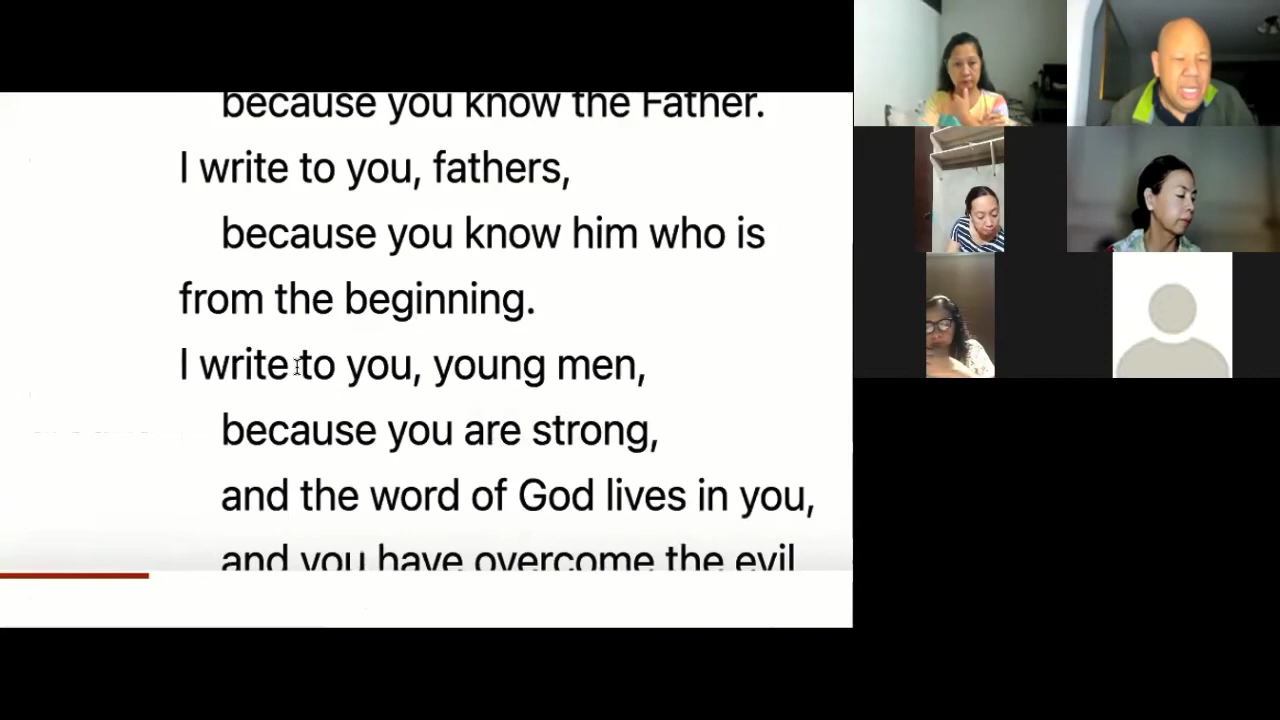 because you know the Father.
I write to you, fathers,
because you know him who is
from the beginning.
I write to you, young men,
because you are strong,
and the word of God lives in you,
and you have overcome the evil